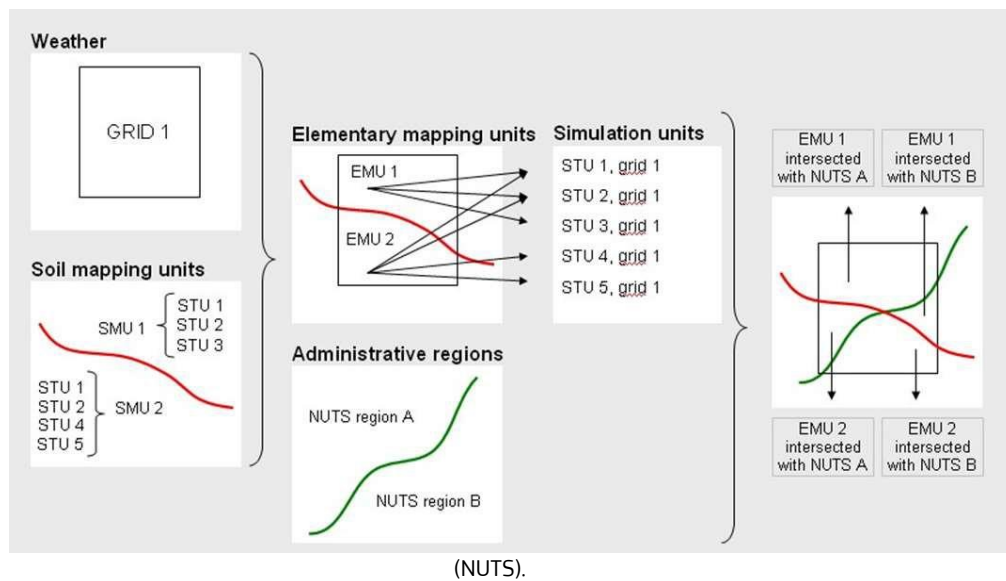 Weather
GRID 1
Soil mapping units
SMU 1
STU 1
STU 2
STU 3
STU 1
STU 2
STU 4
STU 5
SMU 2
Elementary mapping units
EMU 1
EMU 2
Simulation units
STU 1, grid 1
STU 2, grid 1
STU 3, grid 1
STU 4, grid 1
STU 5, grid 1
Administrative regions
NUTS region A
NUTS region B
EMU 1
intersected
with NUTS A
EMU 1
intersected
with NUTS B
EMU 2
intersected
with NUTS A
EMU 2
intersected
with NUTS B
(NUTS).